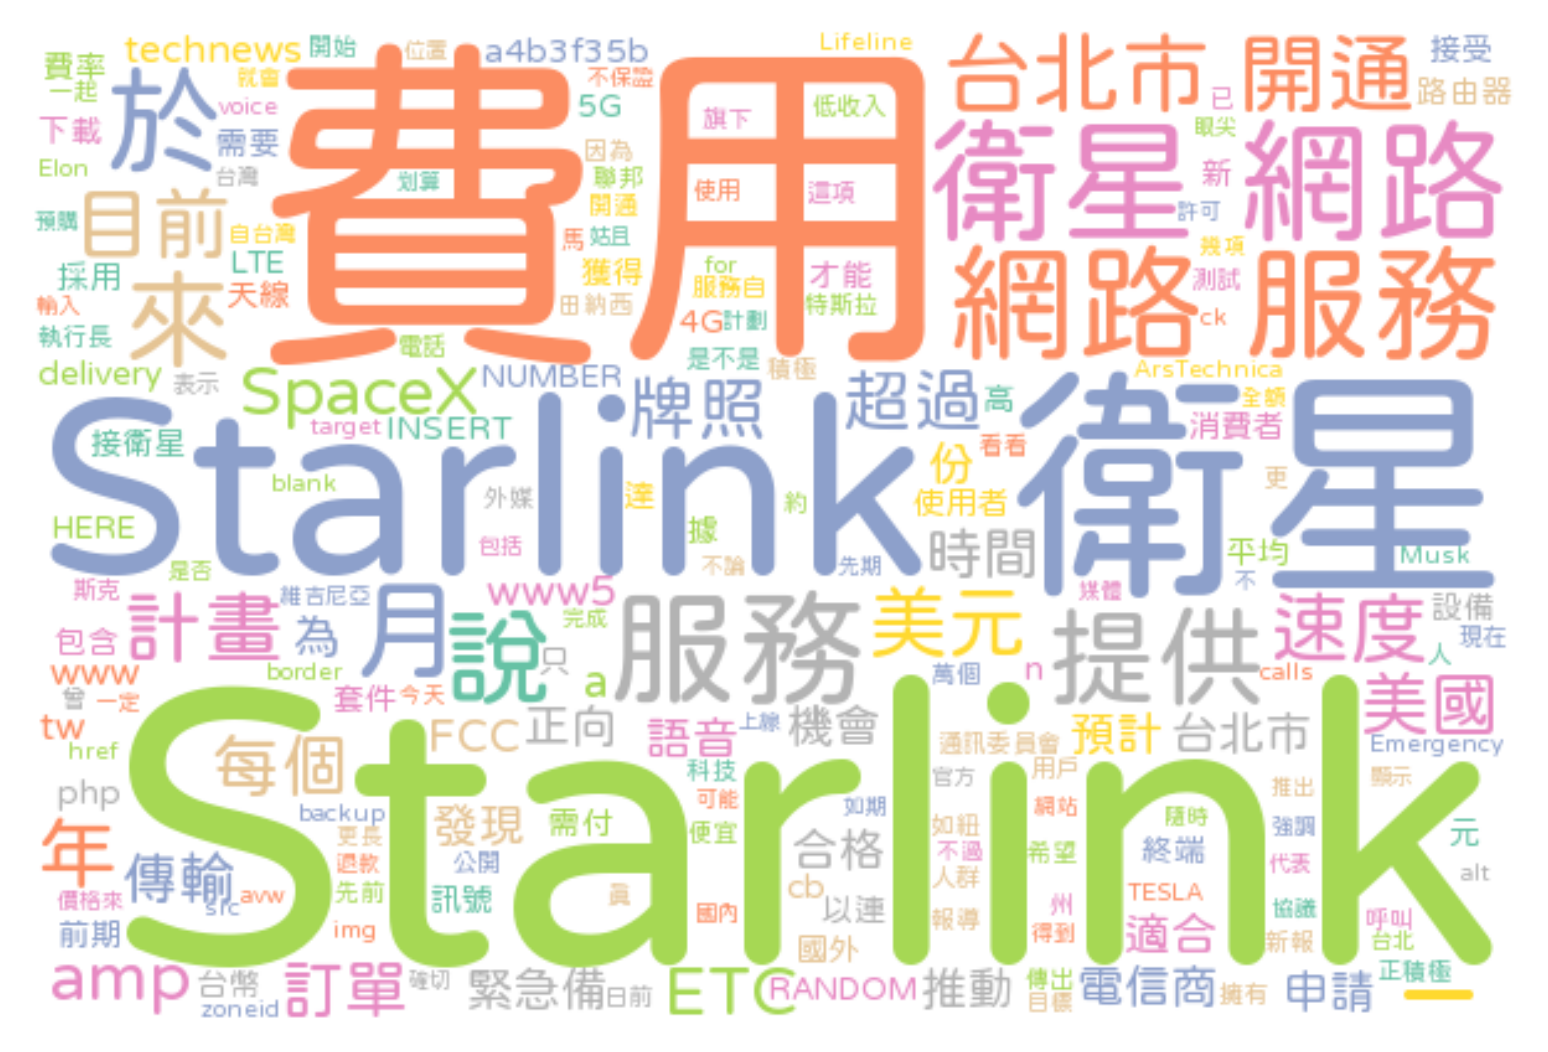 technews 開始 位置 a4b3f35b Lifeline
費率 一起 就會 不保證 台北市 開通 接受
於 費用 5G 旗下 低收入 已 路由器
下載 voice 需要 因為 衛星 網路 眼尖
Elon 台灣 划算 聯邦 使用 這項 新
預購 目前 自台灣 開通 馬 姑且 許可
採用 LTE 獲得 for 才能 網路 服務 幾項
輸入 來 天線 田納西 服務自 特斯拉 測試
執行長 電話 4G 計劃 ck
delivery 表示 SpaceX NUMBER 是不是 積極 ArsTechnica
target INSERT 牌照 超過 高 全額
接衛星 Starlink 衛星 消費者
blank 外媒 達 約 份 看看 更
HERE 包括 據 使用者 平均
是否 不論 先期 時間 不 Musk
斯克 維吉尼亞 www5 媒體 設備
計畫 月 完成 服務 美元 提供 速度
包含 為 說 只 現在
www border a 萬個 n calls 人
曾 一定 套件 今天 美國
tw FCC 正向 語音 上線 機會 預計 台北市
href 每個 Starlink 通訊委員會 Emergency
php 科技 官方 用戶 推出 顯示
backup 發現 需付 可能 如期 網站 隨時
年 更長 便宜 如紐 強調 元
傳輸 退款 公開 合格 不過 希望 終端 代表
價格來 src avw 先前 訊號 真 cb 人群 TESLA alt
前期 img 國內 以連 報導 州 適合 協議 呼叫
國外 得到 新報 台北
amp 台幣 訂單 確切 緊急備 日前 ETC RANDOM 推動 傳出 電信商 擁有 申請 正積極
zoneid 目標 _